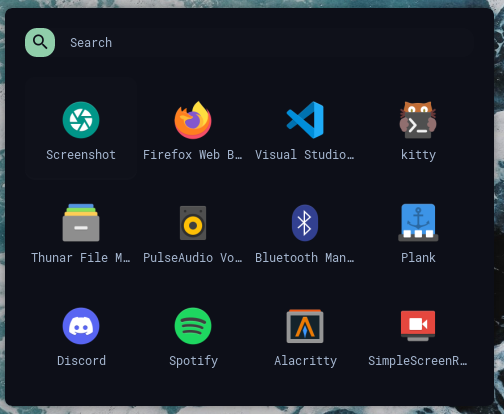 Search
Screenshot
Firefox Web B…
Visual Studio…
kitty
Thunar File M…
PulseAudio Vo…
Bluetooth Man…
Plank
Discord
Spotify
Alacritty
SimpleScreenR…